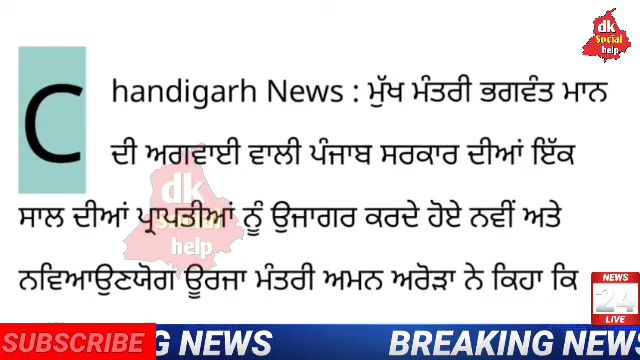 dk
Social
help
Chandigarh News : ਮੁੱਖ ਮੰਤਰੀ ਭਗਵੰਤ ਮਾਨ
ਦੀ ਅਗਵਾਈ ਵਾਲੀ ਪੰਜਾਬ ਸਰਕਾਰ ਦੀਆਂ ਇੱਕ
ਸਾਲ ਦੀਆਂ ਪ੍ਰਾਪਤੀਆਂ ਨੂੰ ਉਜਾਗਰ ਕਰਦੇ ਹੋਏ ਨਵੀਂ ਅਤੇ
ਨਵਿਆਉਣਯੋਗ ਊਰਜਾ ਮੰਤਰੀ ਅਮਨ ਅਰੋੜਾ ਨੇ ਕਿਹਾ ਕਿ
dk
Social
help
NEWS
24
LIVE
SUBSCRIBE G NEWS BREAKING NEWS